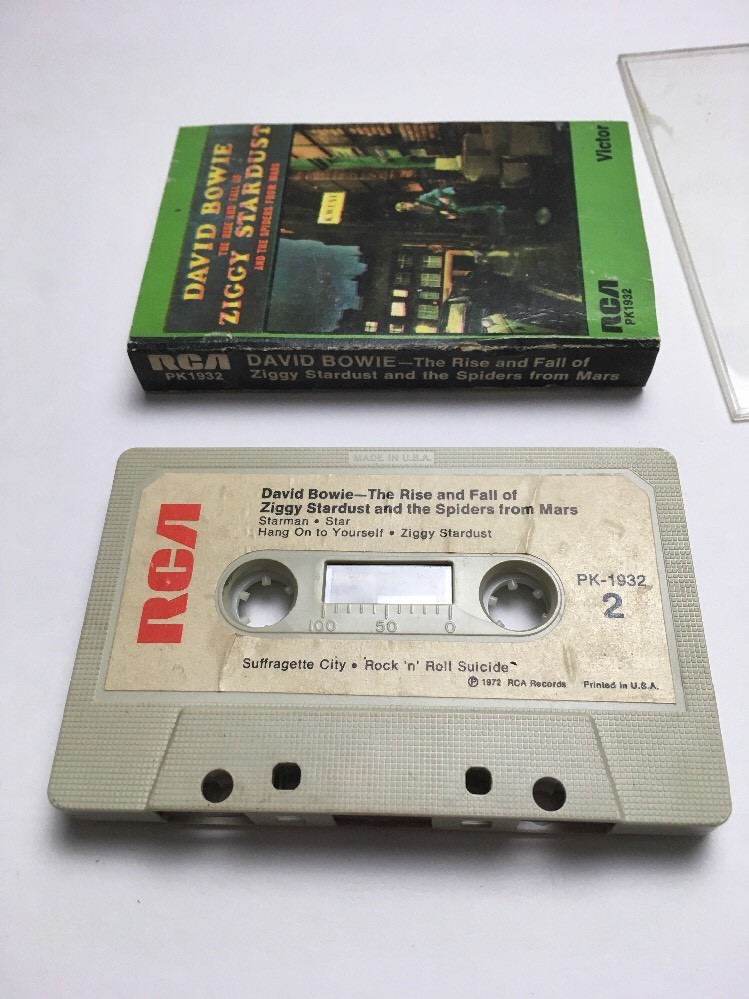 DAVID BOWIE
THE RISE AND FALL OF
ZIGGY STARDUST
AND THE SPIDERS FROM MARS
K.WEST
Victor
RCA
PK1932
RCA
PK1932
DAVID BOWIE—The Rise and Fall of
Ziggy Stardust and the Spiders from Mars
MADE IN U.S.A.
RCA
David Bowie—The Rise and Fall of
Ziggy Stardust and the Spiders from Mars
Starman • Star
Hang On to Yourself • Ziggy Stardust
PK-1932
2
100 50 0
Suffragette City • Rock 'n' Roll Suicide
℗ 1972 RCA Records Printed in U.S.A.